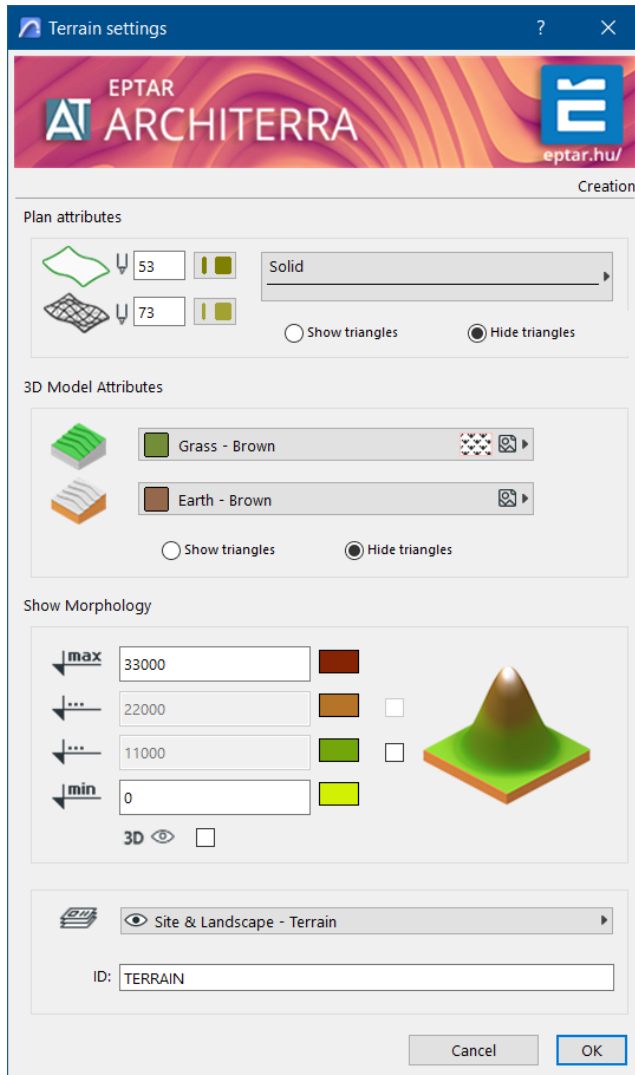 Terrain settings
?
EPTAR
AT ARCHITERRA
eptar.hu/
Creation
Plan attributes
53
Solid
73
Show triangles
Hide triangles
3D Model Attributes
Grass - Brown
Earth - Brown
Show triangles
Hide triangles
Show Morphology
max 33000
... 22000
... 11000
min 0
3D
Site & Landscape - Terrain
ID: TERRAIN
Cancel
OK